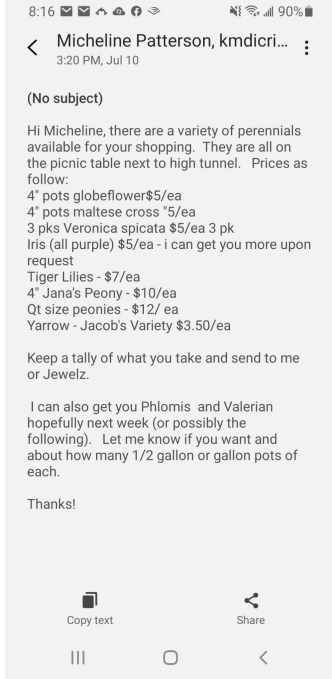 8:16
90%
Micheline Patterson, kmdicri...
3:20 PM, Jul 10
(No subject)
Hi Micheline, there are a variety of perennials
available for your shopping.  They are all on
the picnic table next to high tunnel.   Prices as
follow:
4" pots globeflower$5/ea
4" pots maltese cross "5/ea
3 pks Veronica spicata $5/ea 3 pk
Iris (all purple) $5/ea - i can get you more upon
request
Tiger Lilies - $7/ea
4" Jana's Peony - $10/ea
Qt size peonies - $12/ ea
Yarrow - Jacob's Variety $3.50/ea
Keep a tally of what you take and send to me
or Jewelz.
I can also get you Phlomis  and Valerian
hopefully next week (or possibly the
following).   Let me know if you want and
about how many 1/2 gallon or gallon pots of
each.
Thanks!
Copy text
Share